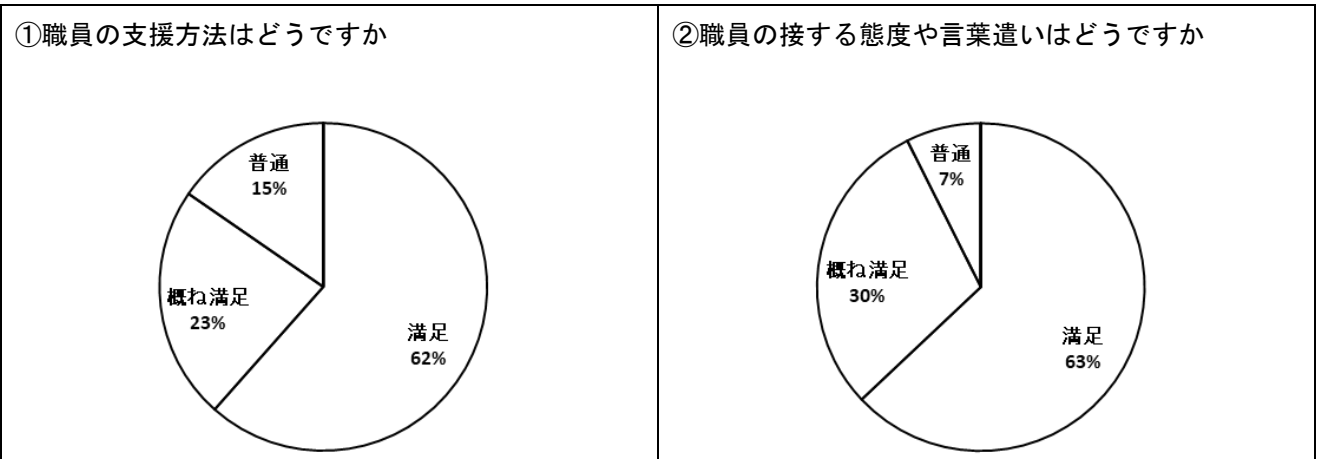 ①職員の支援方法はどうですか
普通
15%
概ね満足
23%
満足
62%
②職員の接する態度や言葉遣いはどうですか
普通
7%
概ね満足
30%
満足
63%